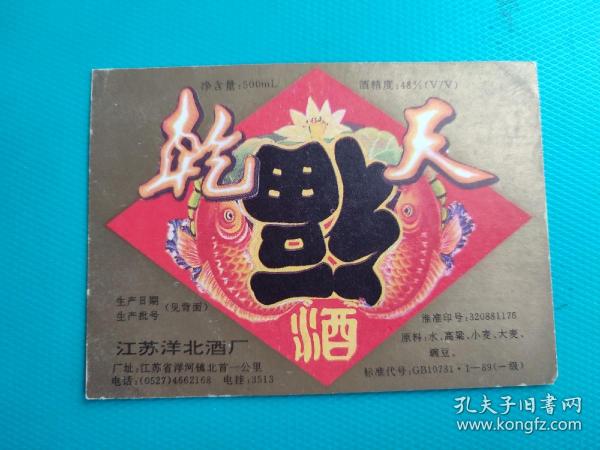 净含量:500mL 酒精度:48%(V/V)
乾 天
福
酒
生产日期
生产批号
(见背面)
江苏洋北酒厂
厂址:江苏省洋河镇北首一公里
电话:(0527)4662168 电挂:3513
淮准印号:320881176
原料:水、高粱、小麦、大麦、
豌豆。
标准代号:GB10781·1-89(一级)
孔夫子旧书网
www.kongfz.com